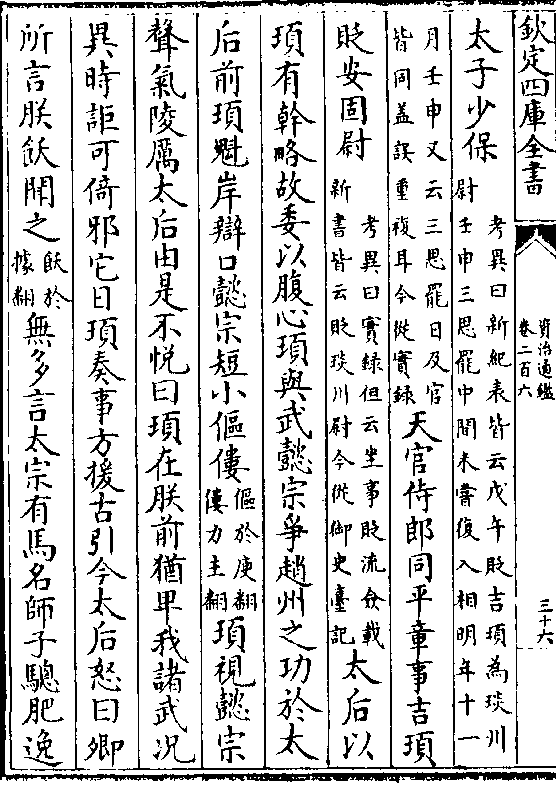 欽定四庫全書
資治通鑑
卷二百六
三十六
太子少保考異曰新紀表皆云戊午貶吉頊為琰川尉壬申三思罷中間未嘗復入相明年十一
月壬申又云三思罷日及官皆同盖誤重複耳今從實錄天官侍郎同平章事吉頊
貶安固尉考異曰實錄但云坐事貶流僉載新書皆云貶琰川尉今從御史臺記太后以
頊有幹略故委以腹心頊與武懿宗爭趙州之功於太
后前頊魁岸辯口懿宗短小傴僂傴於庾翻僂力主翻頊視懿宗
聲氣陵厲太后由是不悦曰頊在朕前猶卑我諸武况
異時詎可倚邪它日頊奏事方援古引今太后怒曰卿
所言朕飫聞之飫於據翻無多言太宗有馬名師子驄肥逸